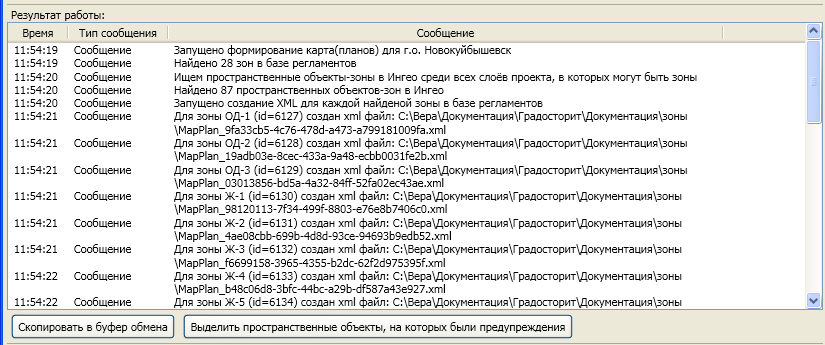 Результат работы:
Время Тип сообщения Сообщение
11:54:19 Сообщение Запущено формирование карта(планов) для г.о. Новокуйбышевск
11:54:19 Сообщение Найдено 28 зон в базе регламентов
11:54:20 Сообщение Ищем пространственные объекты-зоны в Ингео среди всех слоёв проекта, в которых могут быть зоны
11:54:20 Сообщение Найдено 87 пространственных объектов-зон в Ингео
11:54:20 Сообщение Запущено создание XML для каждой найденой зоны в базе регламентов
11:54:21 Сообщение Для зоны ОД-1 (id=6127) создан xml файл: C:\Вера\Документация\Градосторит\Документация\зоны
\MapPlan_9fa33cb5-4c76-478d-a473-a799181009fa.xml
11:54:21 Сообщение Для зоны ОД-2 (id=6128) создан xml файл: C:\Вера\Документация\Градосторит\Документация\зоны
\MapPlan_19adb03e-8cec-433a-9a48-ecbb0031fe2b.xml
11:54:21 Сообщение Для зоны ОД-3 (id=6129) создан xml файл: C:\Вера\Документация\Градосторит\Документация\зоны
\MapPlan_03013856-bd5a-4a32-84ff-52fa02ec43ae.xml
11:54:21 Сообщение Для зоны Ж-1 (id=6130) создан xml файл: C:\Вера\Документация\Градосторит\Документация\зоны
\MapPlan_98120113-7f34-499f-8803-e76e8b7406c0.xml
11:54:21 Сообщение Для зоны Ж-2 (id=6131) создан xml файл: C:\Вера\Документация\Градосторит\Документация\зоны
\MapPlan_4ae08cbb-699b-4d8d-93ce-94693b9edb52.xml
11:54:21 Сообщение Для зоны Ж-3 (id=6132) создан xml файл: C:\Вера\Документация\Градосторит\Документация\зоны
\MapPlan_f6699158-3965-4355-b2dc-62f2d975395f.xml
11:54:22 Сообщение Для зоны Ж-4 (id=6133) создан xml файл: C:\Вера\Документация\Градосторит\Документация\зоны
\MapPlan_b48c06d8-3bfc-44bc-a29b-df587a43e927.xml
11:54:22 Сообщение Для зоны Ж-5 (id=6134) создан xml файл: C:\Вера\Документация\Градосторит\Документация\зоны
Скопировать в буфер обмена Выделить пространственные объекты, на которых были предупреждения